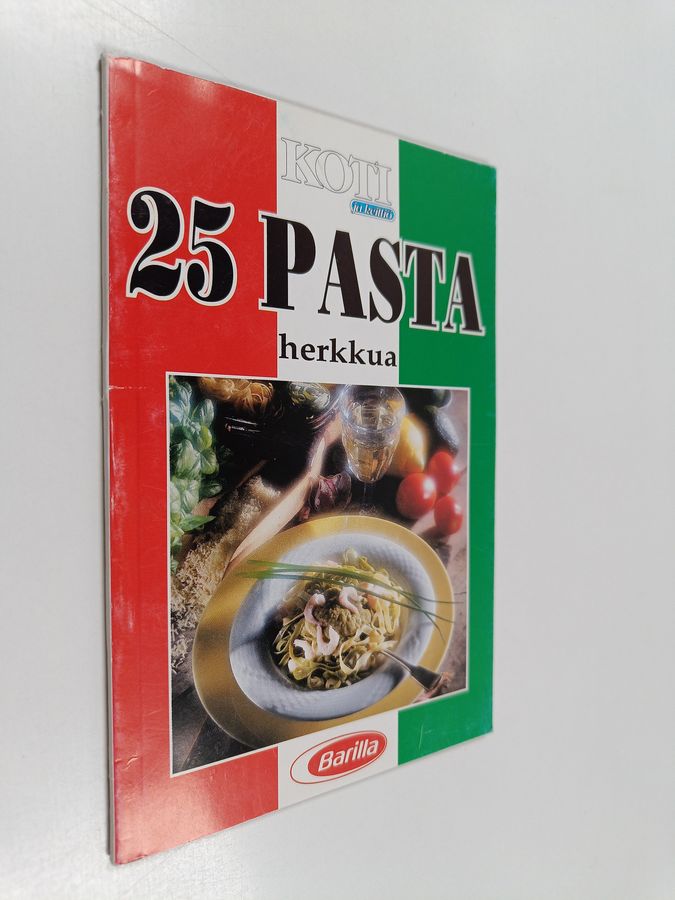 KOTI
ja keittiö
25 PASTA
herkkua
Barilla